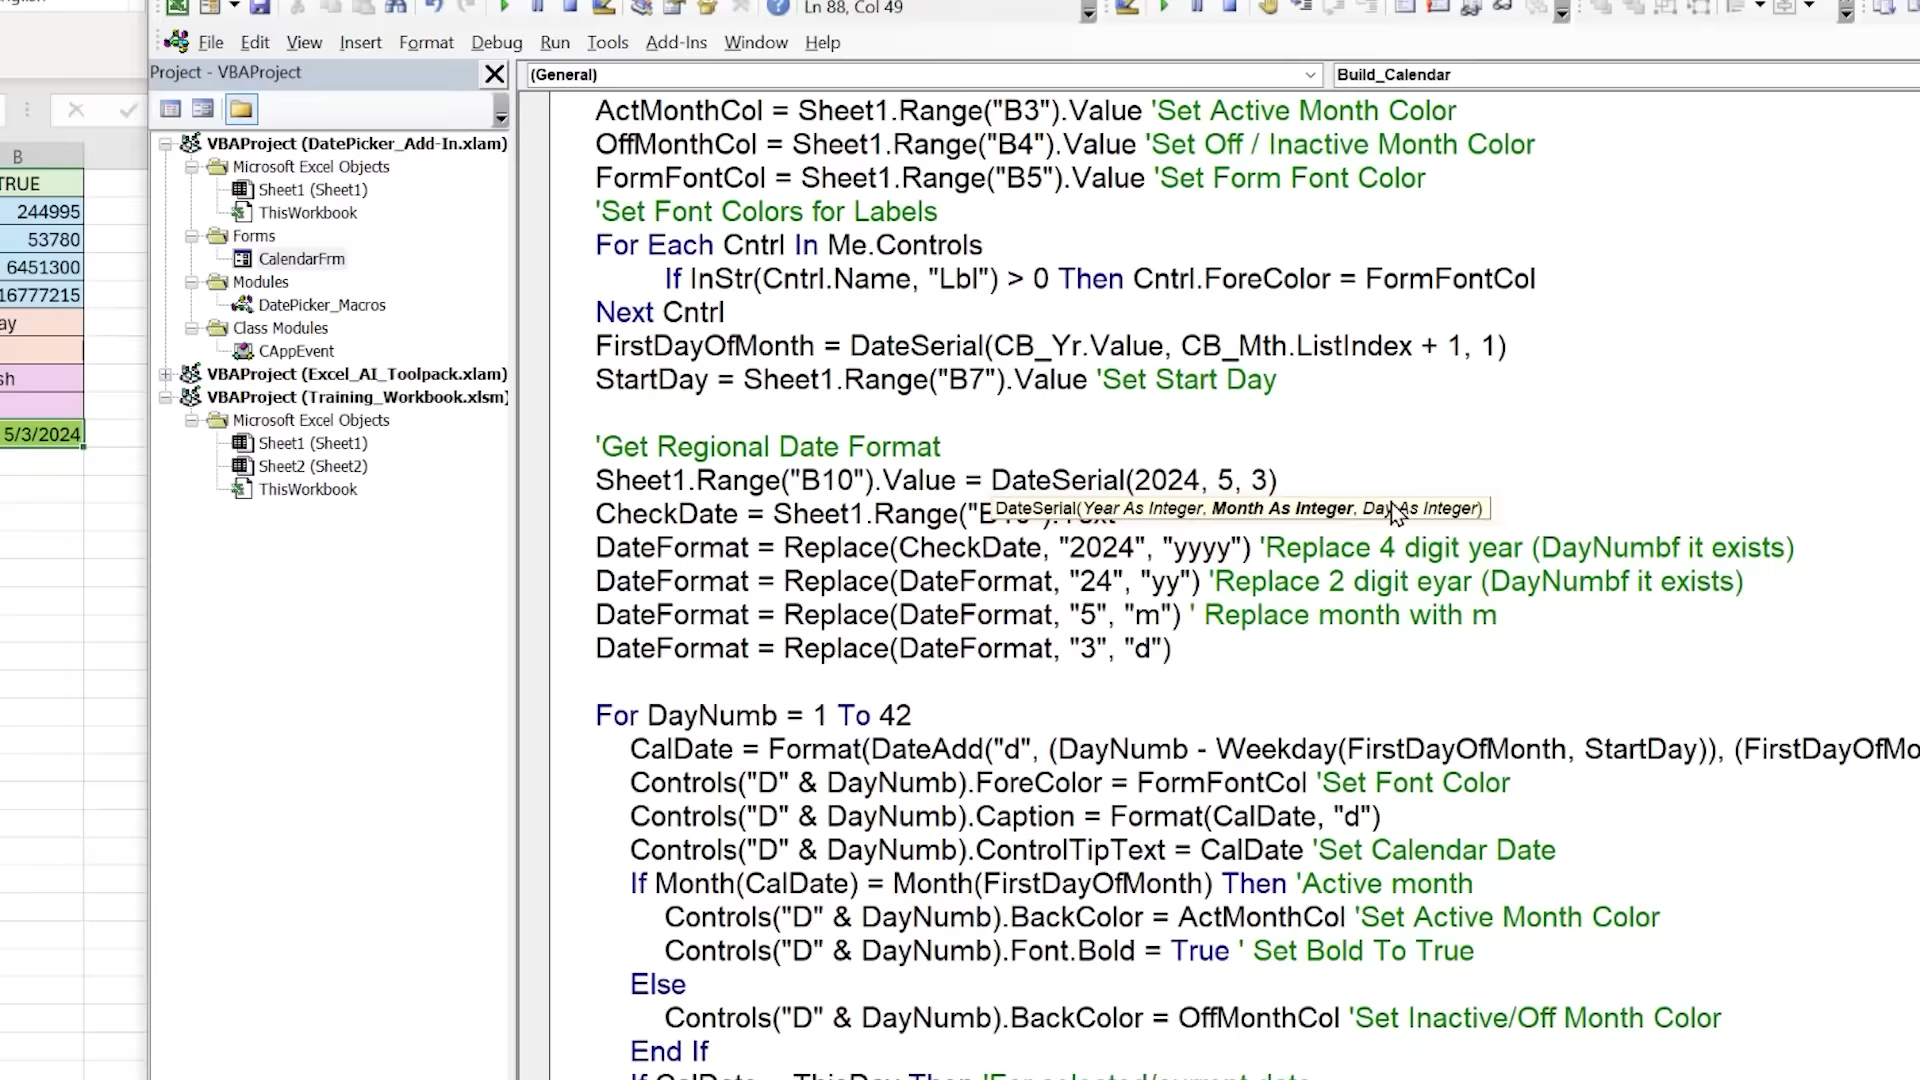 Ln 88, Col 49
File Edit View Insert Format Debug Run Tools Add-Ins Window Help
Project - VBAProject
(General)
Build_Calendar
B
TRUE
244995
53780
6451300
16777215
5/3/2024
VBAProject (DatePicker_Add-In.xlam)
Microsoft Excel Objects
Sheet1 (Sheet1)
ThisWorkbook
Forms
CalendarFrm
Modules
DatePicker_Macros
Class Modules
CAppEvent
VBAProject (Excel_AI_Toolpack.xlam)
VBAProject (Training_Workbook.xlsm)
Microsoft Excel Objects
Sheet1 (Sheet1)
Sheet2 (Sheet2)
ThisWorkbook
ActMonthCol = Sheet1.Range("B3").Value 'Set Active Month Color
OffMonthCol = Sheet1.Range("B4").Value 'Set Off / Inactive Month Color
FormFontCol = Sheet1.Range("B5").Value 'Set Form Font Color
'Set Font Colors for Labels
For Each Cntrl In Me.Controls
If InStr(Cntrl.Name, "Lbl") > 0 Then Cntrl.ForeColor = FormFontCol
Next Cntrl
FirstDayOfMonth = DateSerial(CB_Yr.Value, CB_Mth.ListIndex + 1, 1)
StartDay = Sheet1.Range("B7").Value 'Set Start Day
'Get Regional Date Format
Sheet1.Range("B10").Value = DateSerial(2024, 5, 3)
DateSerial(Year As Integer, Month As Integer, Day As Integer)
CheckDate = Sheet1.Range("
DateFormat = Replace(CheckDate, "2024", "yyyy") 'Replace 4 digit year (DayNumbf it exists)
DateFormat = Replace(DateFormat, "24", "yy") 'Replace 2 digit eyar (DayNumbf it exists)
DateFormat = Replace(DateFormat, "5", "m") ' Replace month with m
DateFormat = Replace(DateFormat, "3", "d")
For DayNumb = 1 To 42
CalDate = Format(DateAdd("d", (DayNumb - Weekday(FirstDayOfMonth, StartDay)), (FirstDayOfMo
Controls("D" & DayNumb).ForeColor = FormFontCol 'Set Font Color
Controls("D" & DayNumb).Caption = Format(CalDate, "d")
Controls("D" & DayNumb).ControlTipText = CalDate 'Set Calendar Date
If Month(CalDate) = Month(FirstDayOfMonth) Then 'Active month
Controls("D" & DayNumb).BackColor = ActMonthCol 'Set Active Month Color
Controls("D" & DayNumb).Font.Bold = True ' Set Bold To True
Else
Controls("D" & DayNumb).BackColor = OffMonthCol 'Set Inactive/Off Month Color
End If